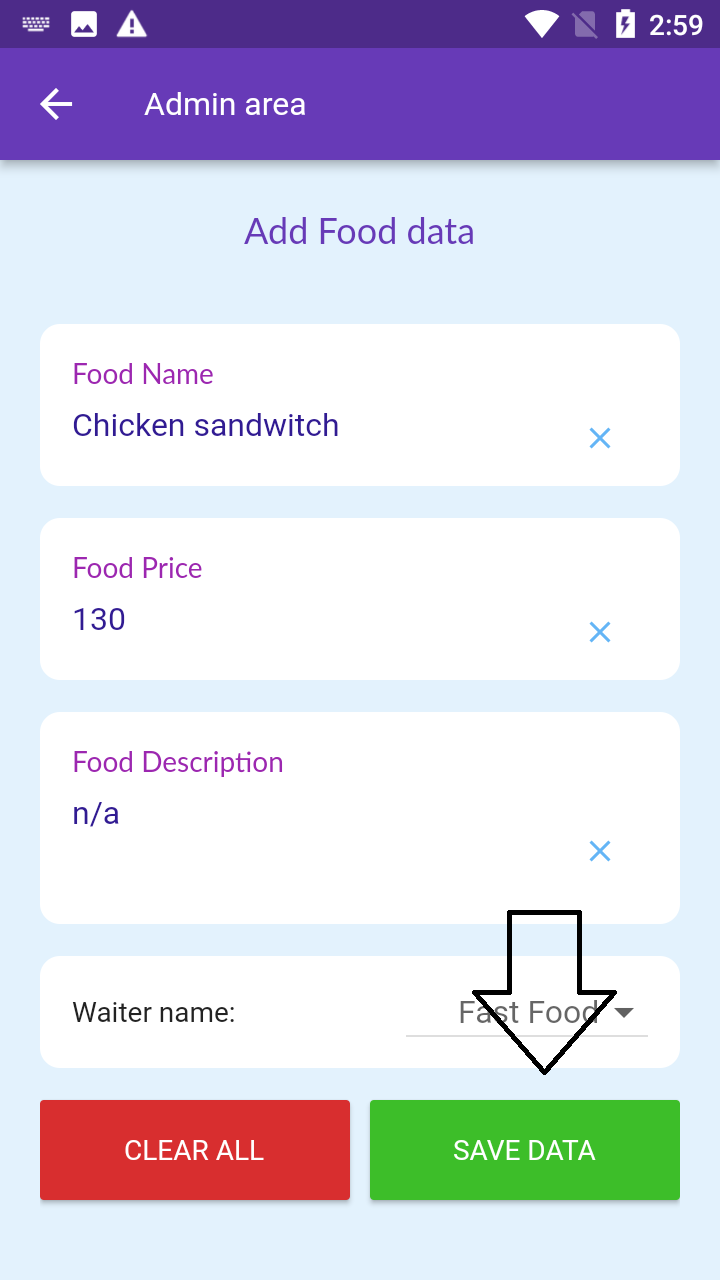 2:59
Admin area
Add Food data
Food Name
Chicken sandwitch
Food Price
130
Food Description
n/a
Waiter name: Fast Food
CLEAR ALL SAVE DATA